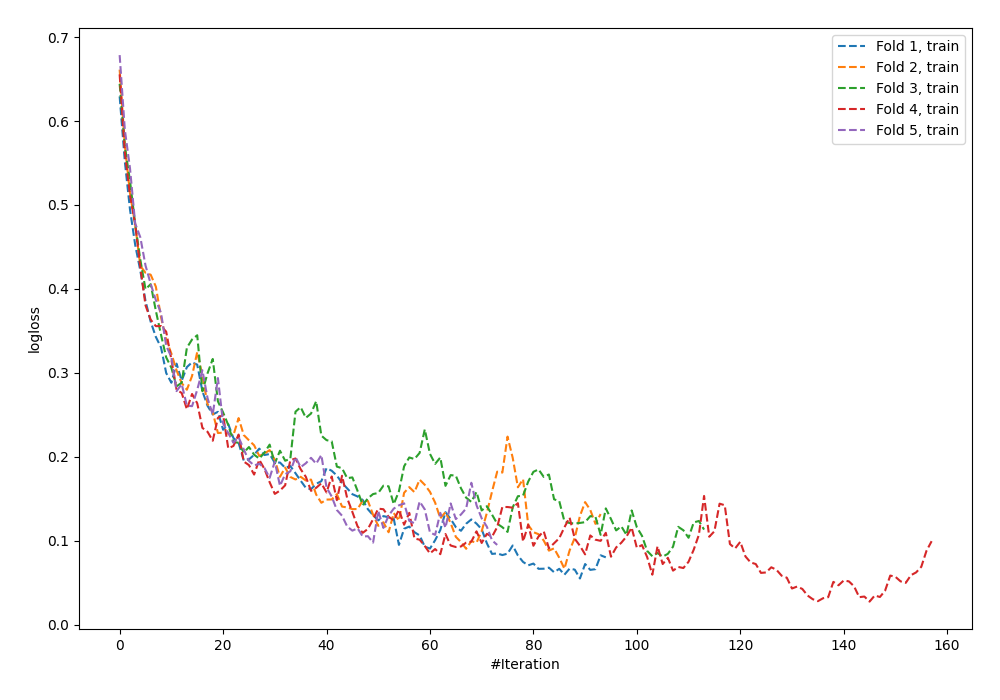 0.7
0.6
0.5
0.4
0.3
0.2
0.1
0.0
logloss
0 20 40 60 80 100 120 140 160
#Iteration
Fold 1, train
Fold 2, train
Fold 3, train
Fold 4, train
Fold 5, train